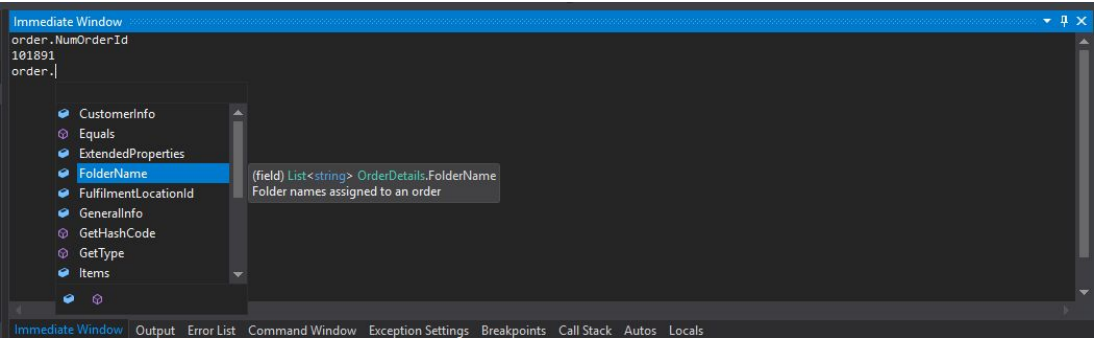 Immediate Window
order.NumOrderId
101891
order.
CustomerInfo
Equals
ExtendedProperties
FolderName
(field) List<string> OrderDetails.FolderName
Folder names assigned to an order
FulfilmentLocationId
GeneralInfo
GetHashCode
GetType
Items
Immediate Window Output Error List Command Window Exception Settings Breakpoints Call Stack Autos Locals